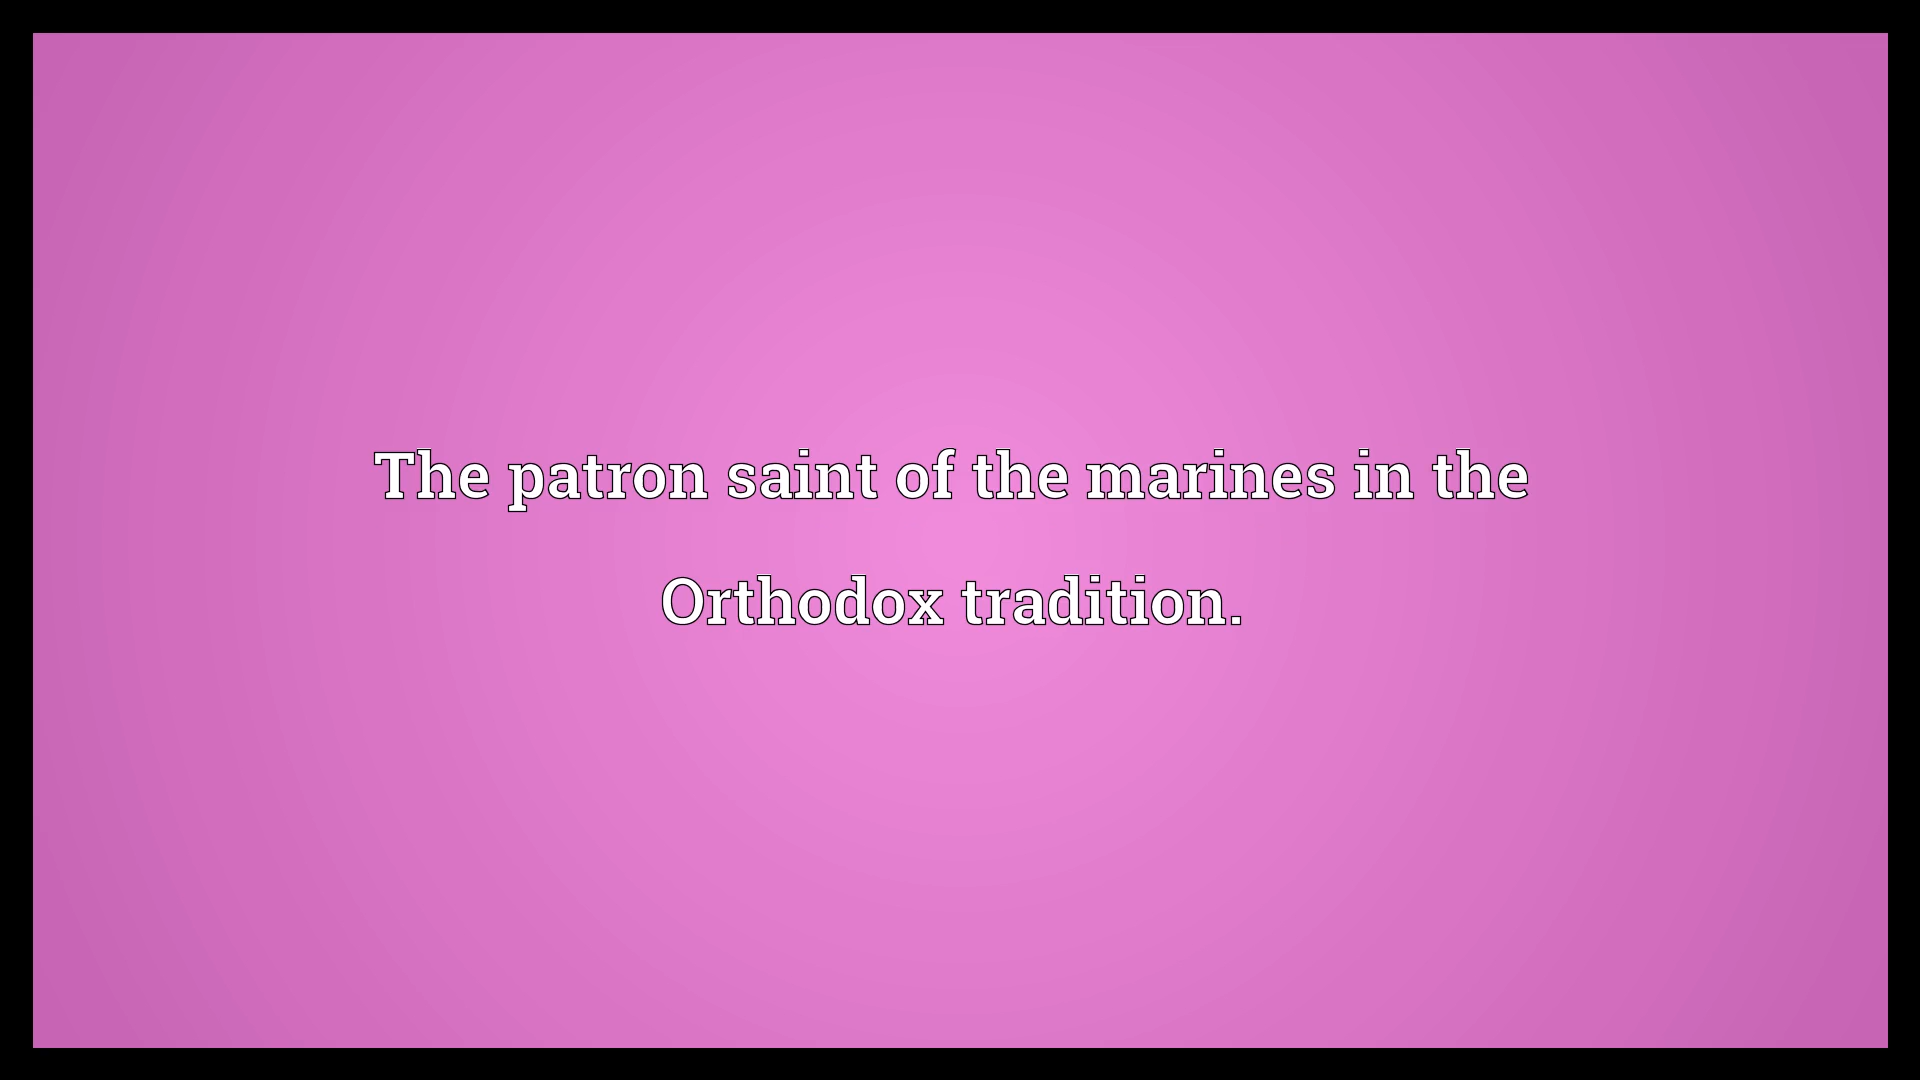 The patron saint of the marines in the
Orthodox tradition.